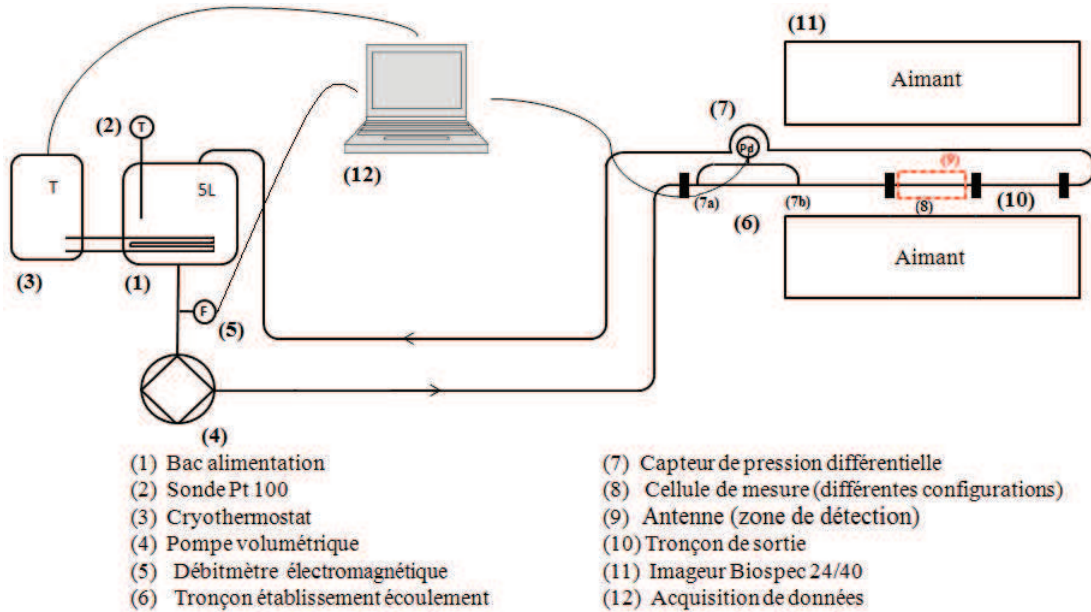 (11)
Aimant
(7)
(2)
T
Pd
(9)
(12)
T
5L
(7a)
(7b)
(10)
(8)
(6)
(3)
(1)
Aimant
F
(5)
(4)
(1) Bac alimentation
(2) Sonde Pt 100
(3) Cryothermostat
(4) Pompe volumétrique
(5) Débitmètre électromagnétique
(6) Tronçon établissement écoulement
(7) Capteur de pression différentielle
(8) Cellule de mesure (différentes configurations)
(9) Antenne (zone de détection)
(10) Tronçon de sortie
(11) Imageur Biospec 24/40
(12) Acquisition de données